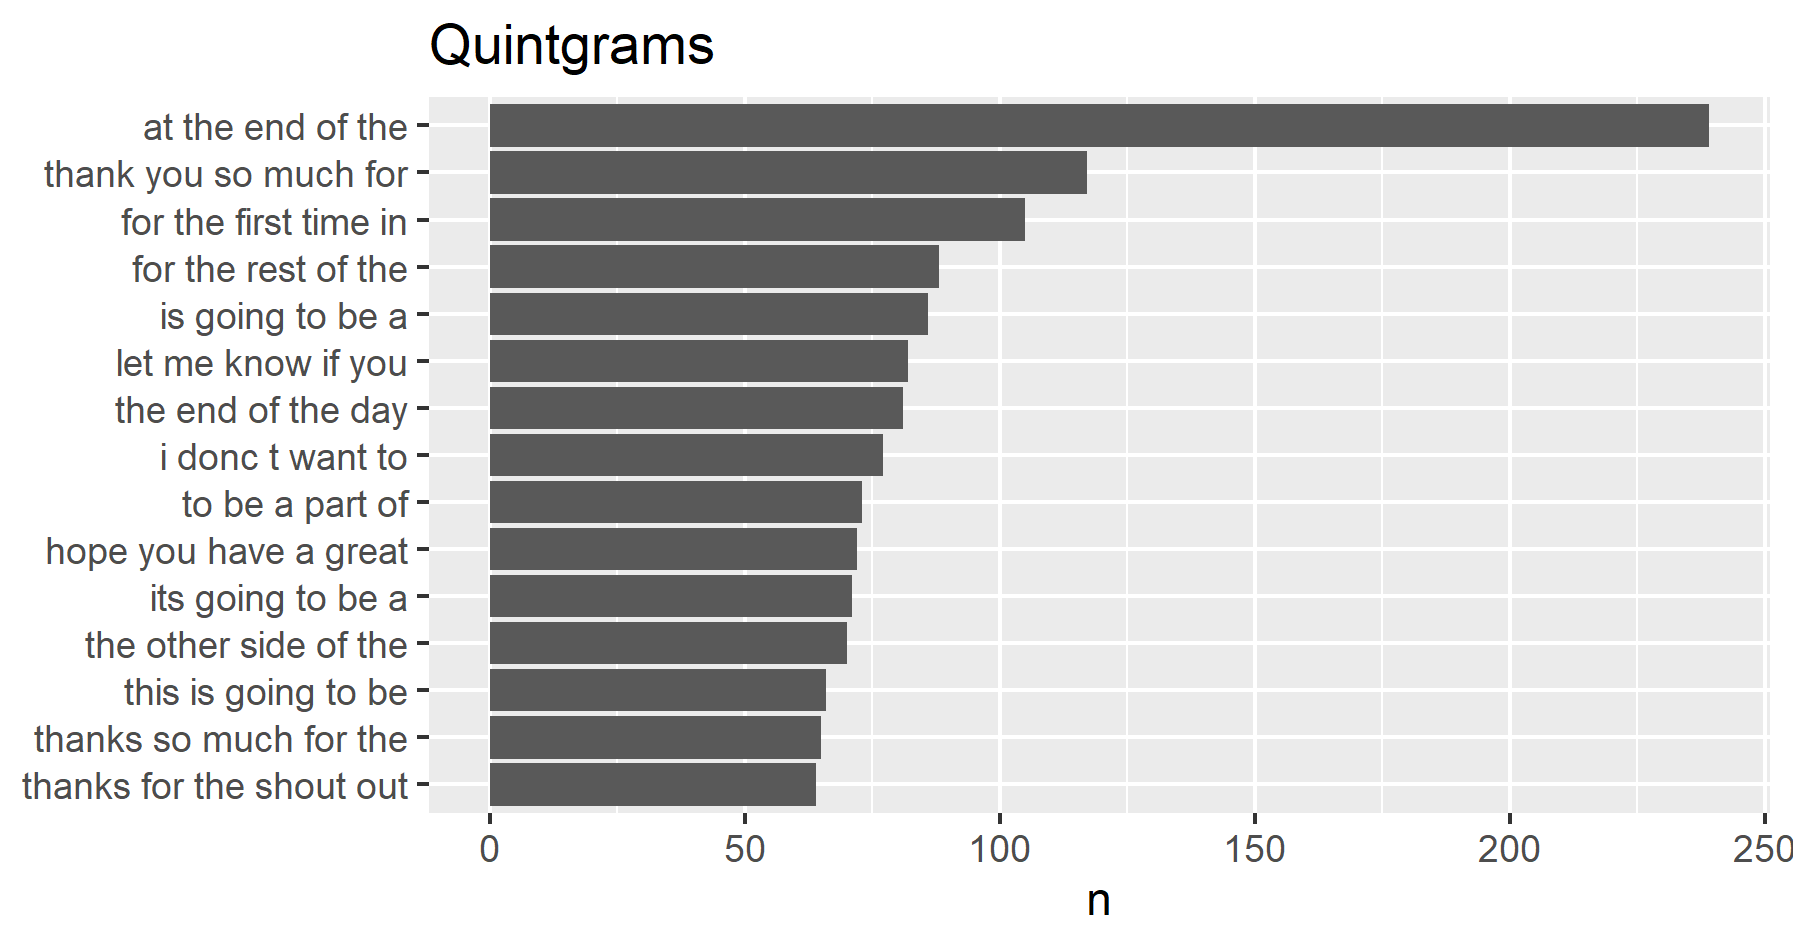 Quintgrams
at the end of the
thank you so much for
for the first time in
for the rest of the
is going to be a
let me know if you
the end of the day
i donc t want to
to be a part of
hope you have a great
its going to be a
the other side of the
this is going to be
thanks so much for the
thanks for the shout out
0 50 100 150 200 250
n